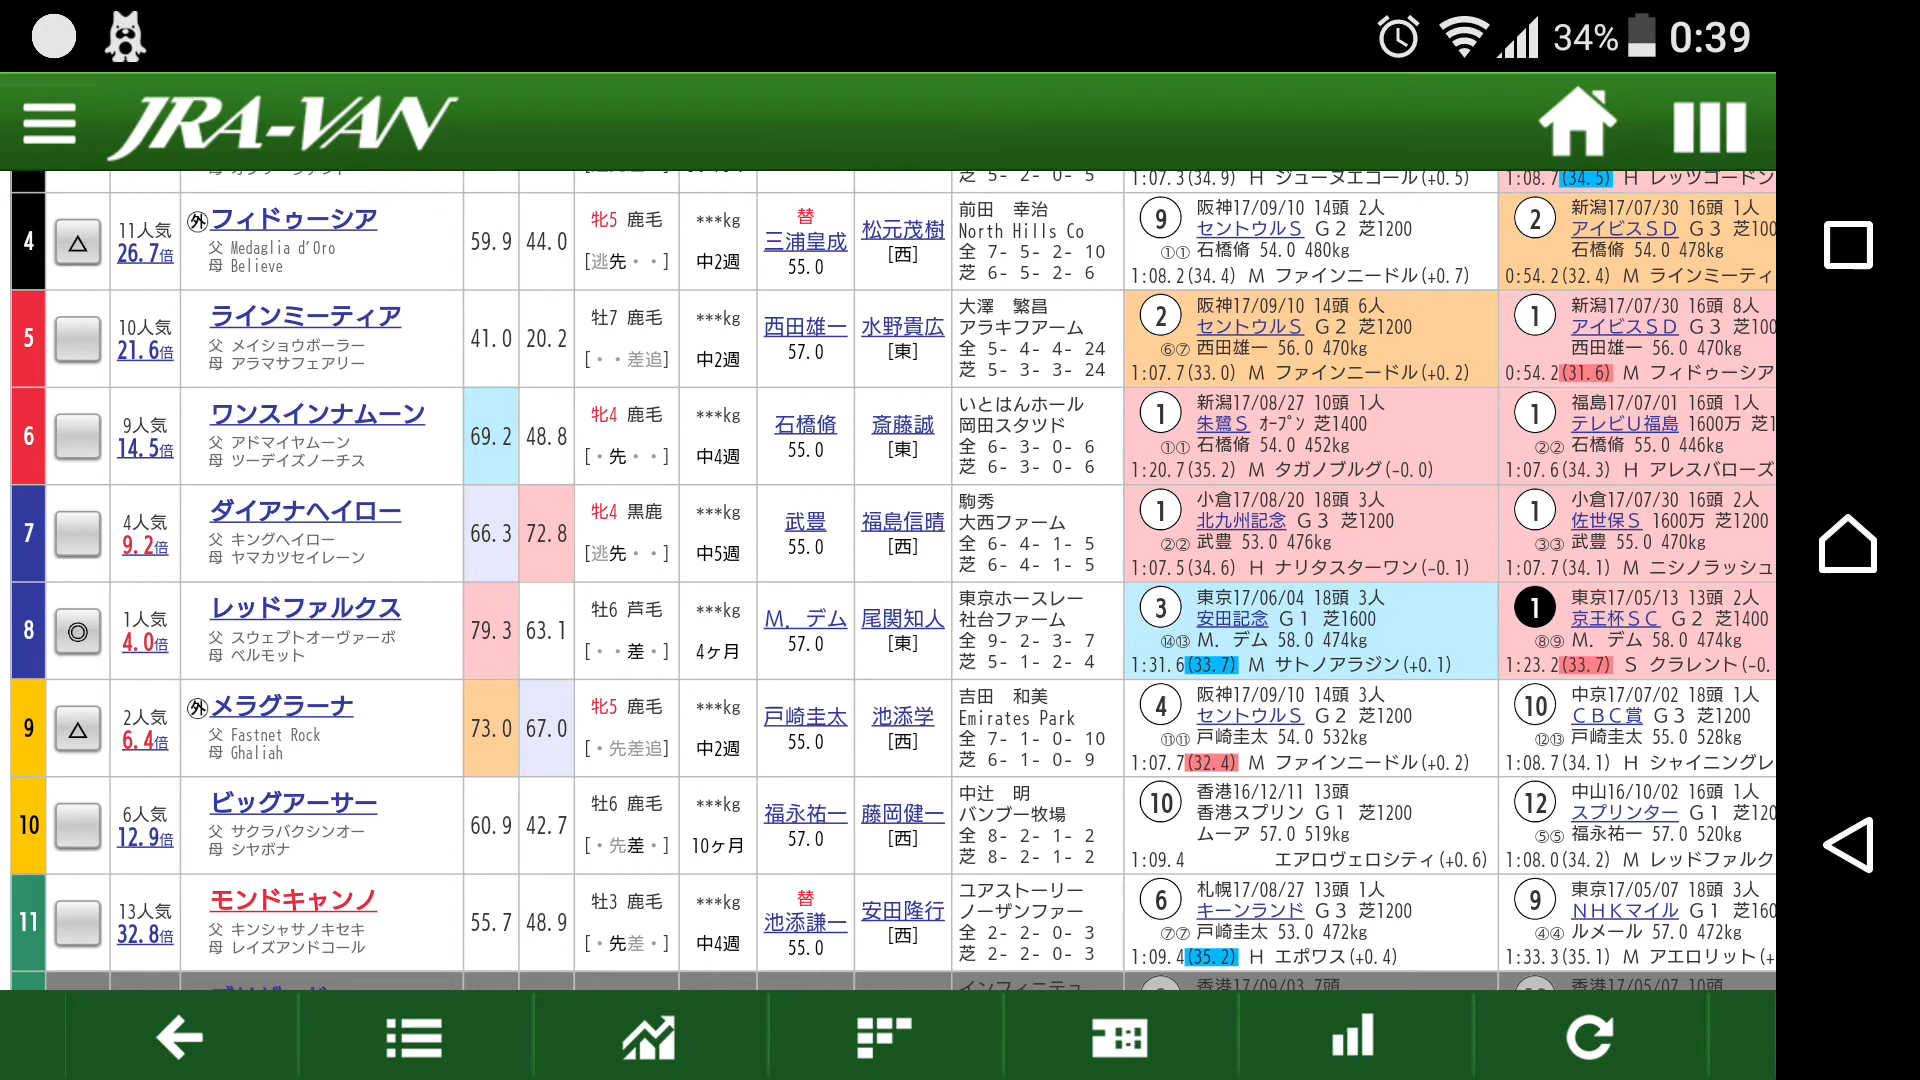 34% 0:39
JRA-VAN
芝 5- 2- 0- 5
1:07.3(34.9) H ジューヌエコール(+0.5)
1:08.7(34.5) H レッツゴードン
4 △ 11人気 26.7倍
外 フィドゥーシア
父 Medaglia d'Oro
母 Believe
59.9 44.0
牝5 鹿毛
[逃先・・]
***kg
中2週
替
三浦皇成
55.0
松元茂樹
[西]
前田 幸治
North Hills Co
全 7- 5- 2- 10
芝 6- 5- 2- 6
9 阪神17/09/10 14頭 2人
セントウルS G2 芝1200
①① 石橋脩 54.0 480kg
1:08.2(34.4) M ファインニードル(+0.7)
2 新潟17/07/30 16頭 1人
アイビスSD G3 芝100
石橋脩 54.0 478kg
0:54.2(32.4) M ラインミーティ
5 10人気 21.6倍
ラインミーティア
父 メイショウボーラー
母 アラマサフェアリー
41.0 20.2
牡7 鹿毛
[・・差追]
***kg
中2週
西田雄一
57.0
水野貴広
[東]
大澤 繁昌
アラキフアーム
全 5- 4- 4- 24
芝 5- 3- 3- 24
2 阪神17/09/10 14頭 6人
セントウルS G2 芝1200
⑥⑦ 西田雄一 56.0 470kg
1:07.7(33.0) M ファインニードル(+0.2)
1 新潟17/07/30 16頭 8人
アイビスSD G3 芝100
西田雄一 56.0 470kg
0:54.2(31.6) M フィドゥーシア
6 9人気 14.5倍
ワンスインナムーン
父 アドマイヤムーン
母 ツーデイズノーチス
69.2 48.8
牝4 鹿毛
[・先・・]
***kg
中4週
石橋脩
55.0
斎藤誠
[東]
いとはんホール
岡田スタツド
全 6- 3- 0- 6
芝 6- 3- 0- 6
1 新潟17/08/27 10頭 1人
朱鷺S オープン 芝1400
①① 石橋脩 54.0 452kg
1:20.7(35.2) M タガノブルグ(-0.0)
1 福島17/07/01 16頭 1人
テレビU福島 1600万 芝1
②② 石橋脩 55.0 446kg
1:07.6(34.3) H アレスバローズ
7 4人気 9.2倍
ダイアナヘイロー
父 キングヘイロー
母 ヤマカツセイレーン
66.3 72.8
牝4 黒鹿
[逃先・・]
***kg
中5週
武豊
55.0
福島信晴
[西]
駒秀
大西ファーム
全 6- 4- 1- 5
芝 6- 4- 1- 5
1 小倉17/08/20 18頭 3人
北九州記念 G3 芝1200
②② 武豊 53.0 476kg
1:07.5(34.6) H ナリタスターワン(-0.1)
1 小倉17/07/30 16頭 2人
佐世保S 1600万 芝1200
③③ 武豊 55.0 470kg
1:07.7(34.1) M ニシノラッシュ
8 ◎ 1人気 4.0倍
レッドファルクス
父 スウェプトオーヴァーボ
母 ベルモット
79.3 63.1
牡6 芦毛
[・・差・]
***kg
4ヶ月
M. デム
57.0
尾関知人
[東]
東京ホースレー
社台ファーム
全 9- 2- 3- 7
芝 5- 1- 2- 4
3 東京17/06/04 18頭 3人
安田記念 G1 芝1600
⑭⑬ M. デム 58.0 474kg
1:31.6(33.7) M サトノアラジン(+0.1)
1 東京17/05/13 13頭 2人
京王杯SC G2 芝1400
⑧⑨ M. デム 58.0 474kg
1:23.2(33.7) S クラレント(-0.
9 △ 2人気 6.4倍
外 メラグラーナ
父 Fastnet Rock
母 Ghaliah
73.0 67.0
牝5 鹿毛
[・先差追]
***kg
中2週
戸崎圭太
55.0
池添学
[西]
吉田 和美
Emirates Park
全 7- 1- 0- 10
芝 6- 1- 0- 9
4 阪神17/09/10 14頭 3人
セントウルS G2 芝1200
⑪⑪ 戸崎圭太 54.0 532kg
1:07.7(32.4) M ファインニードル(+0.2)
10 中京17/07/02 18頭 1人
CBC賞 G3 芝1200
⑫⑬ 戸崎圭太 55.0 528kg
1:08.7(34.1) H シャイニングレ
10 6人気 12.9倍
ビッグアーサー
父 サクラバクシンオー
母 シヤボナ
60.9 42.7
牡6 鹿毛
[・先差・]
***kg
10ヶ月
福永祐一
57.0
藤岡健一
[西]
中辻 明
バンブー牧場
全 8- 2- 1- 2
芝 8- 2- 1- 2
10 香港16/12/11 13頭
香港スプリン G1 芝1200
ムーア 57.0 519kg
1:09.4 エアロヴェロシティ(+0.6)
12 中山16/10/02 16頭 1人
スプリンター G1 芝120
⑤⑤ 福永祐一 57.0 520kg
1:08.0(34.2) M レッドファルク
11 13人気 32.8倍
モンドキャンノ
父 キンシャサノキセキ
母 レイズアンドコール
55.7 48.9
牡3 鹿毛
[・先差・]
***kg
中4週
替
池添謙一
55.0
安田隆行
[西]
ユアストーリー
ノーザンファー
全 2- 2- 0- 3
芝 2- 2- 0- 3
6 札幌17/08/27 13頭 1人
キーンランド G3 芝1200
⑦⑦ 戸崎圭太 53.0 472kg
1:09.4(35.2) H エポワス(+0.4)
9 東京17/05/07 18頭 3人
NHKマイル G1 芝160
④④ ルメール 57.0 472kg
1:33.3(35.1) M アエロリット(+
香港17/09/03 7頭
香港17/05/07 10頭